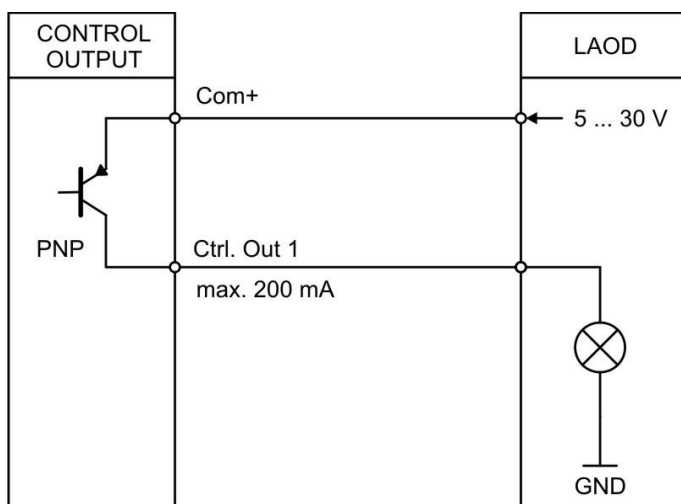 CONTROL
OUTPUT
LAOD
Com+
5 ... 30 V
PNP
Ctrl. Out 1
max. 200 mA
GND